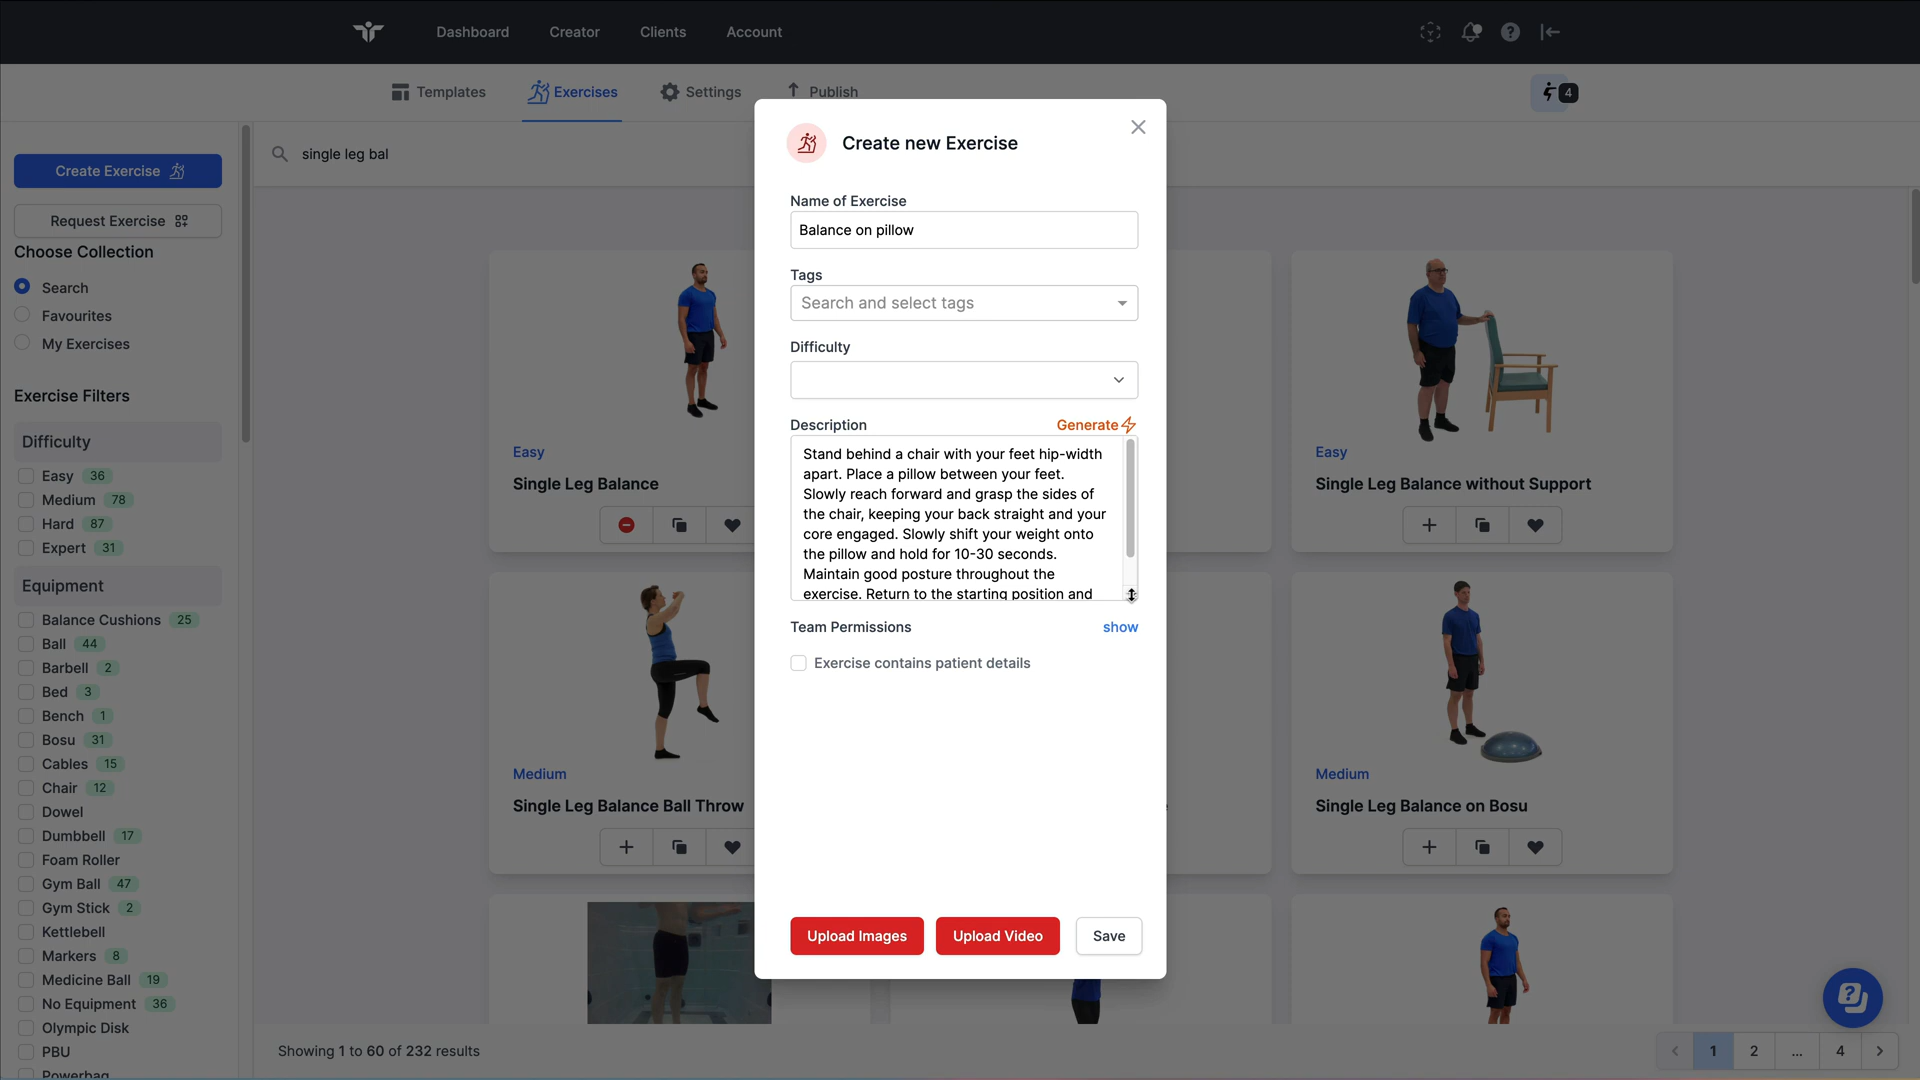 Dashboard
Creator
Clients
Account
Templates
Exercises
Settings
Publish
4
Create Exercise
Request Exercise
Choose Collection
Search
Favourites
My Exercises
Exercise Filters
Difficulty
Easy 36
Medium 78
Hard 87
Expert 31
Equipment
Balance Cushions 25
Ball 44
Barbell 2
Bed 3
Bench 1
Bosu 31
Cables 15
Chair 12
Dowel
Dumbbell 17
Foam Roller
Gym Ball 47
Gym Stick 2
Kettlebell
Markers 8
Medicine Ball 19
No Equipment 36
Olympic Disk
PBU
Powerbag
single leg bal
Easy
Single Leg Balance
Easy
Single Leg Balance without Support
Medium
Single Leg Balance Ball Throw
Medium
Single Leg Balance on Bosu
Create new Exercise
Name of Exercise
Balance on pillow
Tags
Search and select tags
Difficulty
Description
Generate
Stand behind a chair with your feet hip-width
apart. Place a pillow between your feet.
Slowly reach forward and grasp the sides of
the chair, keeping your back straight and your
core engaged. Slowly shift your weight onto
the pillow and hold for 10-30 seconds.
Maintain good posture throughout the
exercise. Return to the starting position and
Team Permissions
show
Exercise contains patient details
Upload Images
Upload Video
Save
Showing 1 to 60 of 232 results
1
2
...
4